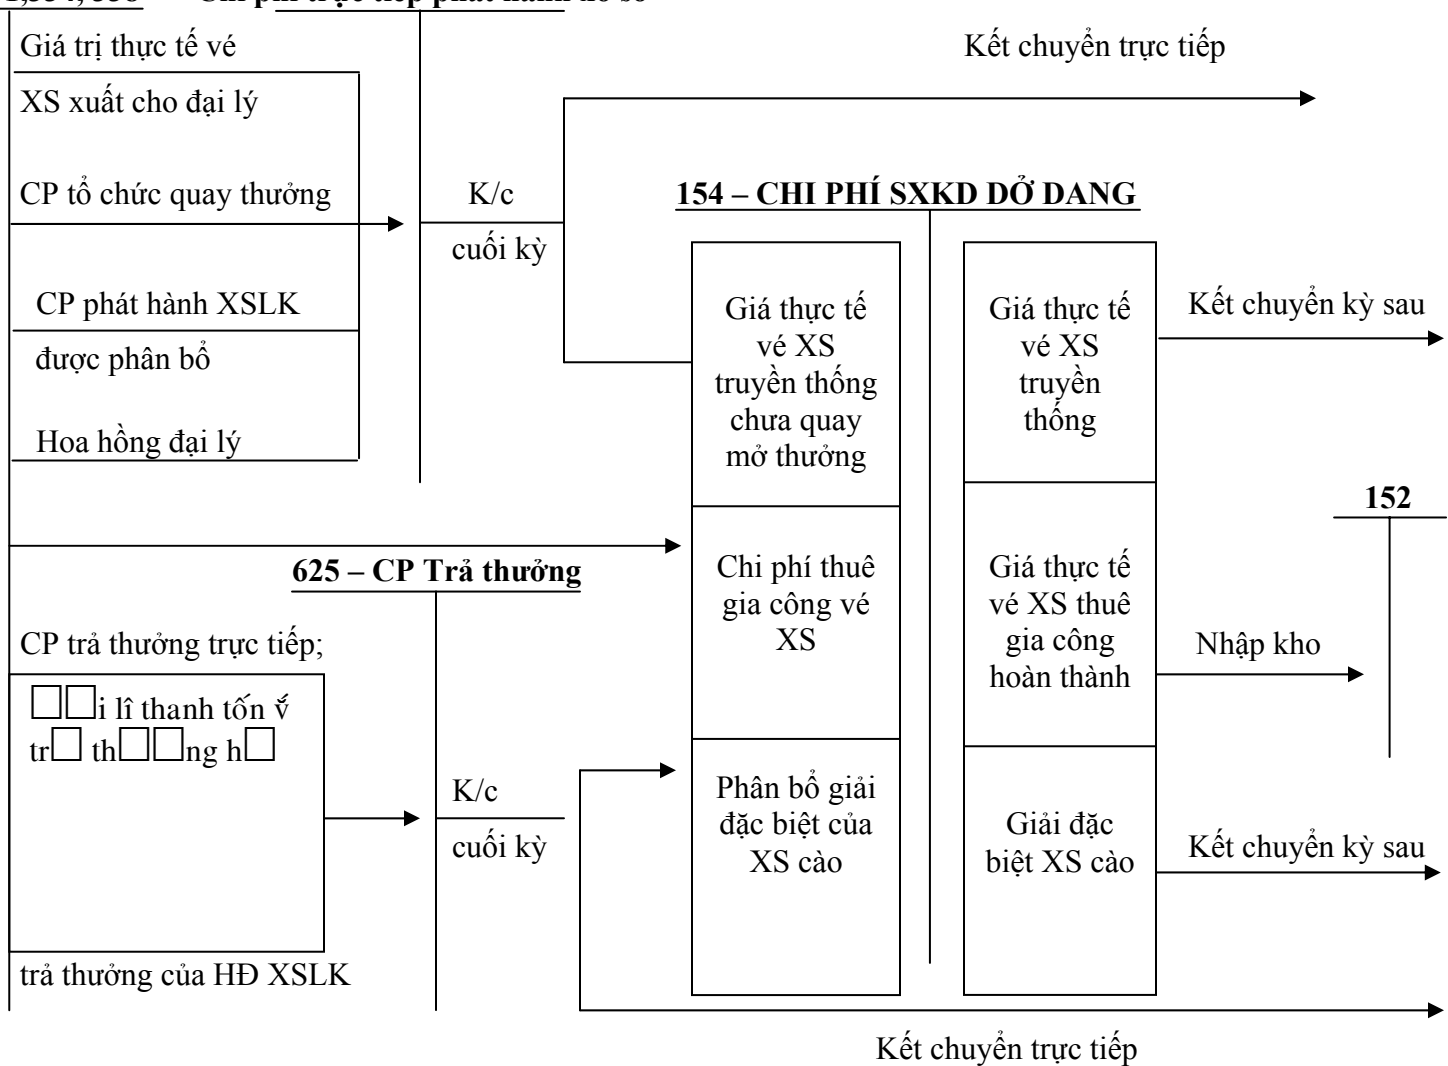 Giá trị thực tế vé
XS xuất cho đại lý
CP tổ chức quay thưởng
CP phát hành XSLK
được phân bổ
Hoa hồng đại lý
K/c
cuối kỳ
Kết chuyển trực tiếp
154 – CHI PHÍ SXKD DỞ DANG
Giá thực tế
vé XS
truyền thống
chưa quay
mở thưởng
Giá thực tế
vé XS
truyền
thống
Kết chuyển kỳ sau
152
Chi phí thuê
gia công vé
XS
Giá thực tế
vé XS thuê
gia công
hoàn thành
Nhập kho
625 – CP Trả thưởng
CP trả thưởng trực tiếp;
i lî thanh tốn
tr th ng h
trả thưởng của HĐ XSLK
K/c
cuối kỳ
Phân bổ giải
đặc biệt của
XS cào
Giải đặc
biệt XS cào
Kết chuyển kỳ sau
Kết chuyển trực tiếp